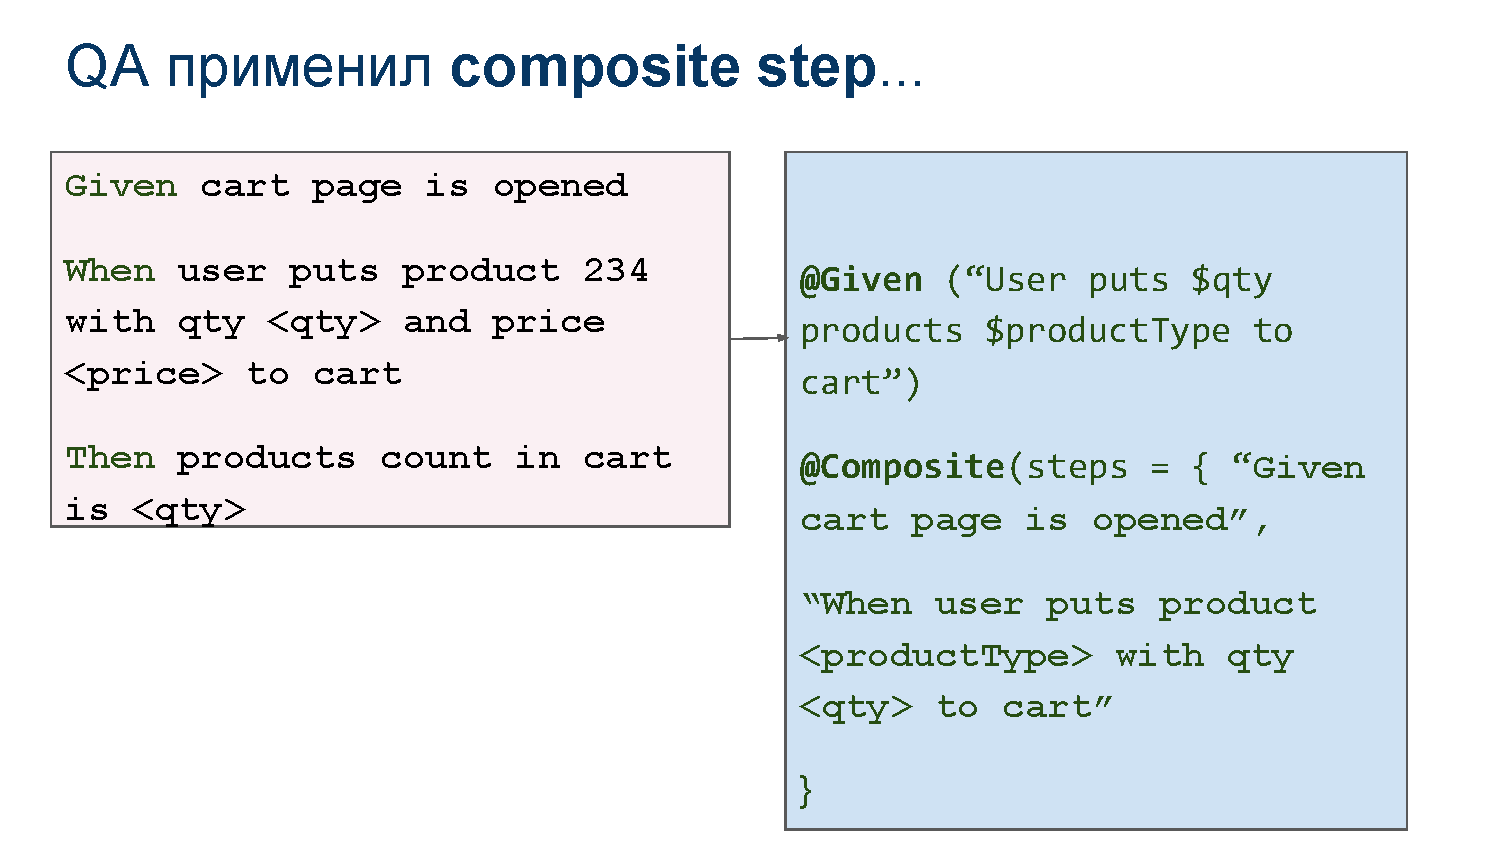 QA применил composite step...
Given cart page is opened
When user puts product 234
with qty <qty> and price
<price> to cart
Then products count in cart
is <qty>
@Given (“User puts $qty
products $productType to
cart”)
@Composite(steps = { “Given
cart page is opened”,
“When user puts product
<productType> with qty
<qty> to cart”
}